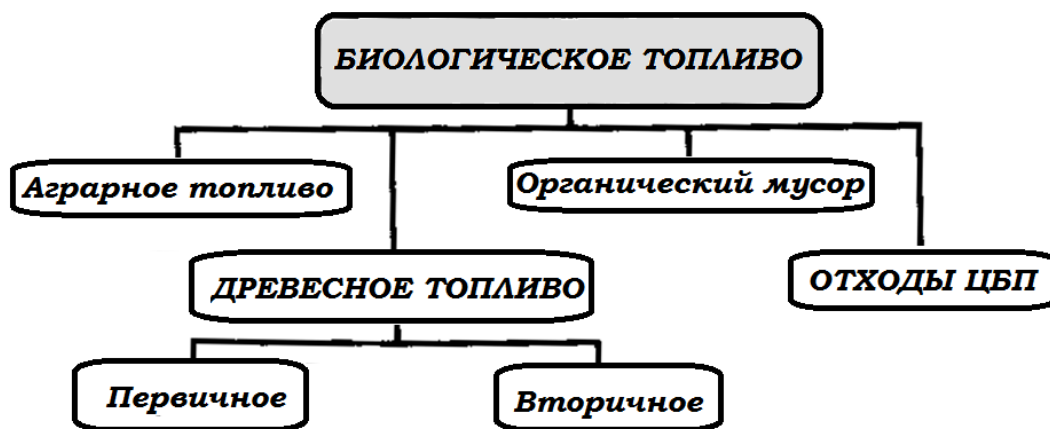 БИОЛОГИЧЕСКОЕ ТОПЛИВО
Аграрное топливо
Органический мусор
ДРЕВЕСНОЕ ТОПЛИВО
ОТХОДЫ ЦБП
Первичное
Вторичное